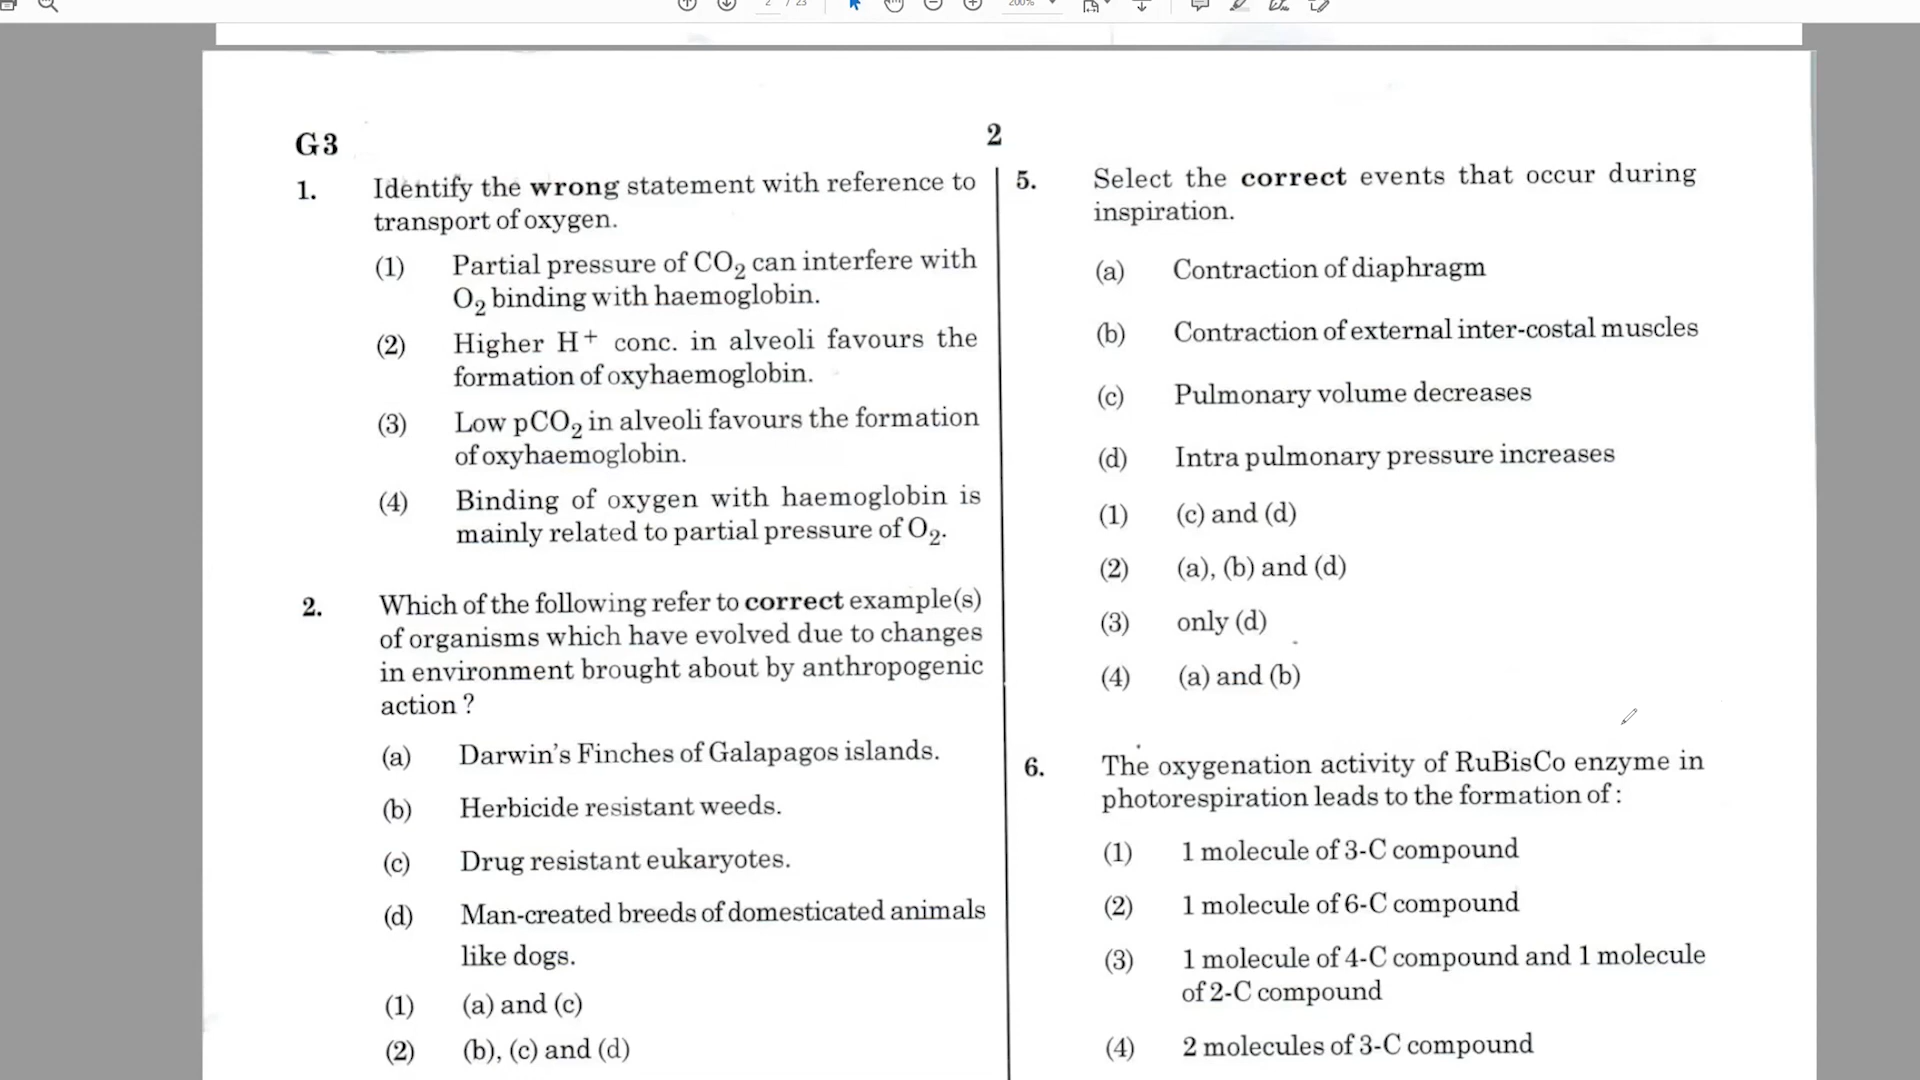 2 / 23
200%
G3
2
1. Identify the wrong statement with reference to
transport of oxygen.
(1) Partial pressure of CO2 can interfere with
O2 binding with haemoglobin.
(2) Higher H+ conc. in alveoli favours the
formation of oxyhaemoglobin.
(3) Low pCO2 in alveoli favours the formation
of oxyhaemoglobin.
(4) Binding of oxygen with haemoglobin is
mainly related to partial pressure of O2.
2. Which of the following refer to correct example(s)
of organisms which have evolved due to changes
in environment brought about by anthropogenic
action ?
(a) Darwin's Finches of Galapagos islands.
(b) Herbicide resistant weeds.
(c) Drug resistant eukaryotes.
(d) Man-created breeds of domesticated animals
like dogs.
(1) (a) and (c)
(2) (b), (c) and (d)
5. Select the correct events that occur during
inspiration.
(a) Contraction of diaphragm
(b) Contraction of external inter-costal muscles
(c) Pulmonary volume decreases
(d) Intra pulmonary pressure increases
(1) (c) and (d)
(2) (a), (b) and (d)
(3) only (d)
(4) (a) and (b)
6. The oxygenation activity of RuBisCo enzyme in
photorespiration leads to the formation of :
(1) 1 molecule of 3-C compound
(2) 1 molecule of 6-C compound
(3) 1 molecule of 4-C compound and 1 molecule
of 2-C compound
(4) 2 molecules of 3-C compound